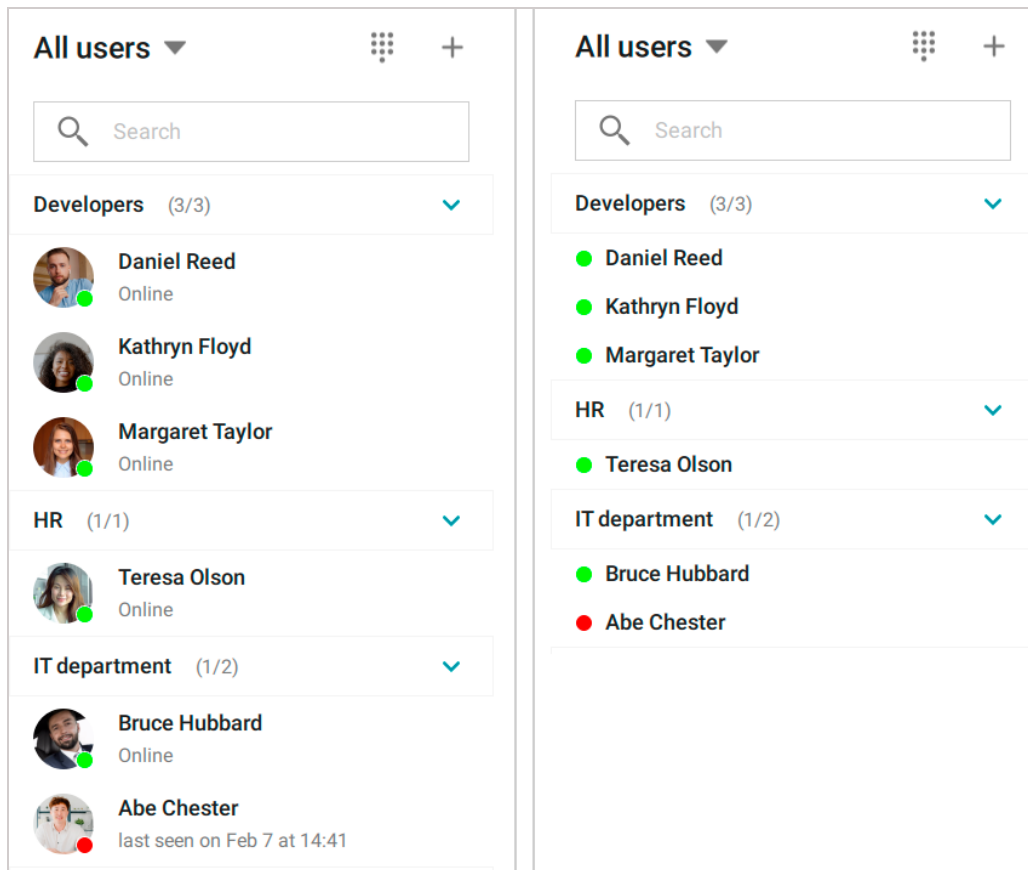 All users
Search
Developers (3/3)
Daniel Reed
Online
Kathryn Floyd
Online
Margaret Taylor
Online
HR (1/1)
Teresa Olson
Online
IT department (1/2)
Bruce Hubbard
Online
Abe Chester
last seen on Feb 7 at 14:41
All users
Search
Developers (3/3)
Daniel Reed
Kathryn Floyd
Margaret Taylor
HR (1/1)
Teresa Olson
IT department (1/2)
Bruce Hubbard
Abe Chester